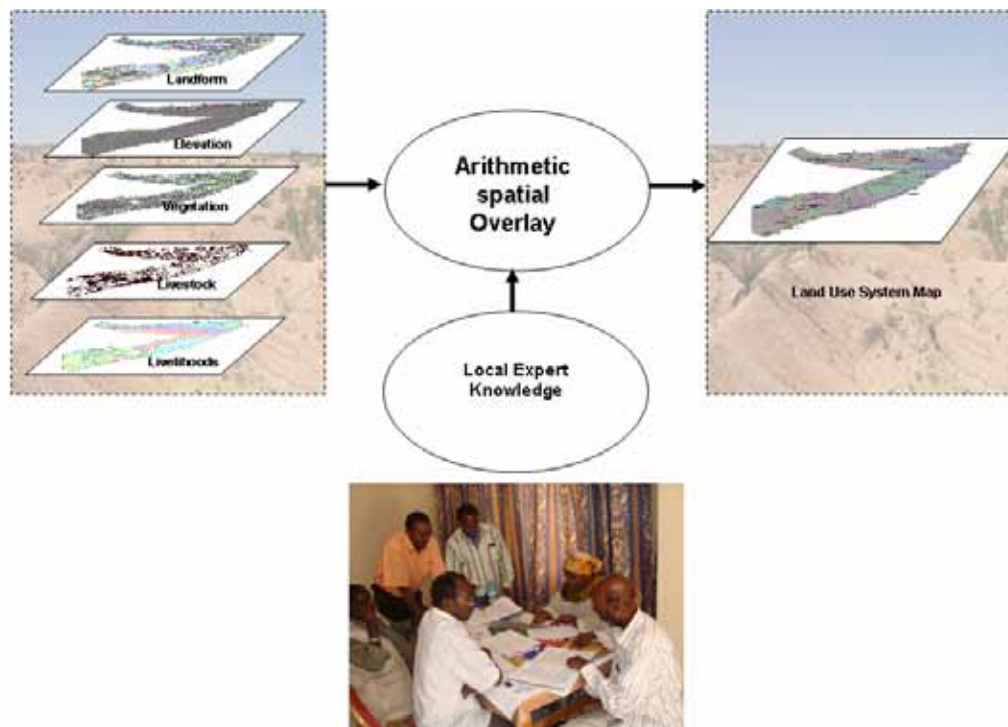 Landform
Elevation
Vegetation
Livestock
Livelihoods
Arithmetic
spatial
Overlay
Local Expert
Knowledge
Land Use System Map